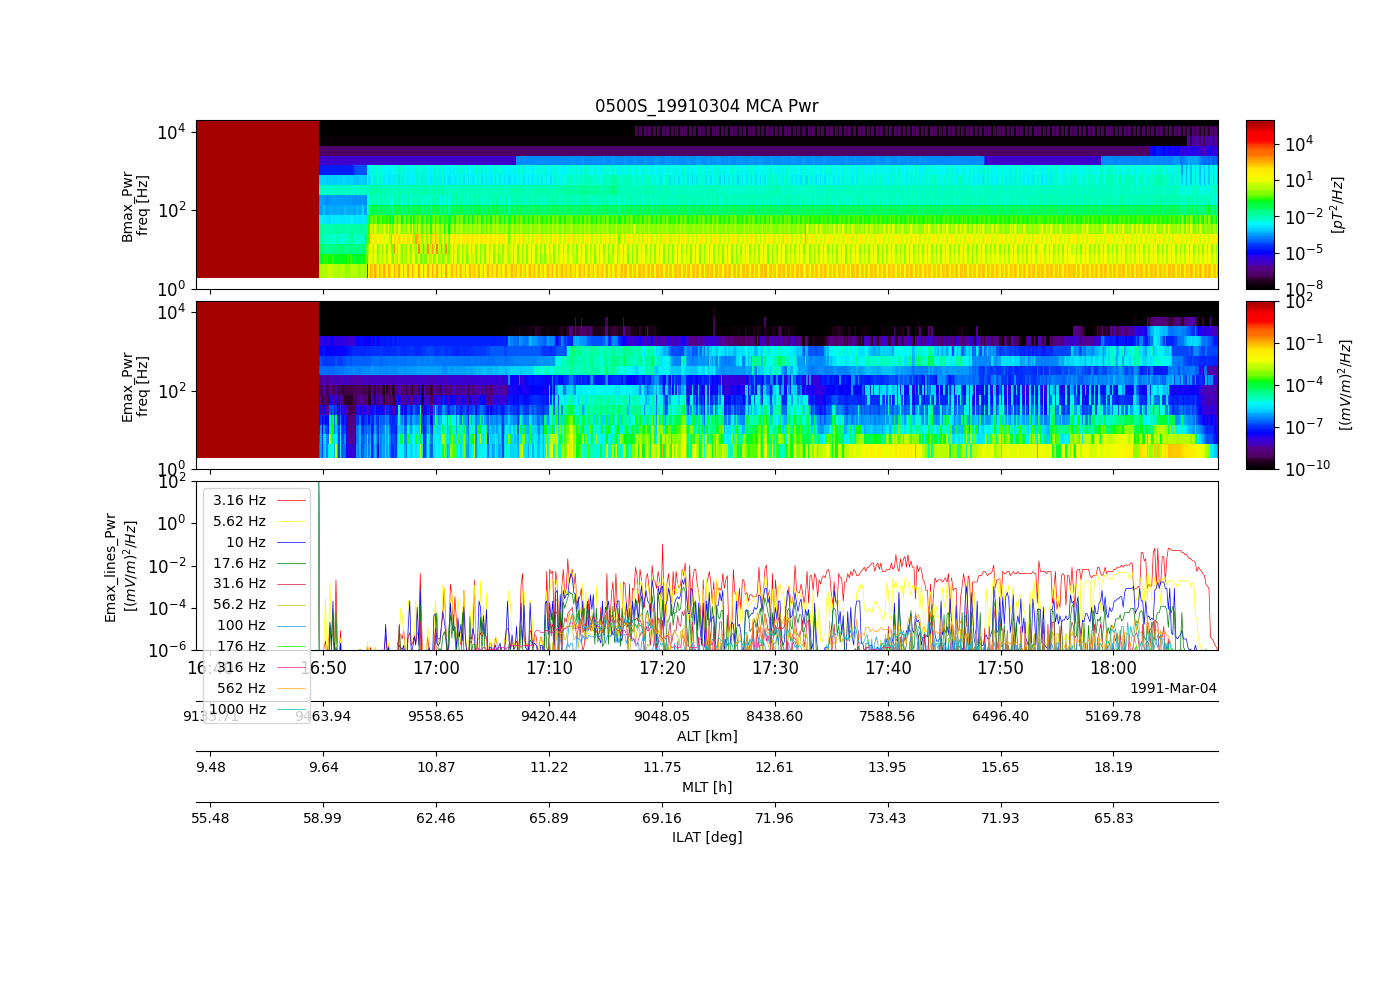 0500S_19910304 MCA Pwr
Bmax_Pwr
freq [Hz]
10^4
10^2
10^0
10^4
10^1
10^-2
10^-5
10^-8
[pT^2/Hz]
Emax_Pwr
freq [Hz]
10^4
10^2
10^0
10^2
10^-1
10^-4
10^-7
10^-10
[(mV/m)^2/Hz]
Emax_lines_Pwr
[(mV/m)^2/Hz]
10^2
10^0
10^-2
10^-4
10^-6
3.16 Hz
5.62 Hz
10 Hz
17.6 Hz
31.6 Hz
56.2 Hz
100 Hz
176 Hz
316 Hz
562 Hz
1000 Hz
16:40 16:50 17:00 17:10 17:20 17:30 17:40 17:50 18:00
1991-Mar-04
9135.71 9463.94 9558.65 9420.44 9048.05 8438.60 7588.56 6496.40 5169.78
ALT [km]
9.48 9.64 10.87 11.22 11.75 12.61 13.95 15.65 18.19
MLT [h]
55.48 58.99 62.46 65.89 69.16 71.96 73.43 71.93 65.83
ILAT [deg]